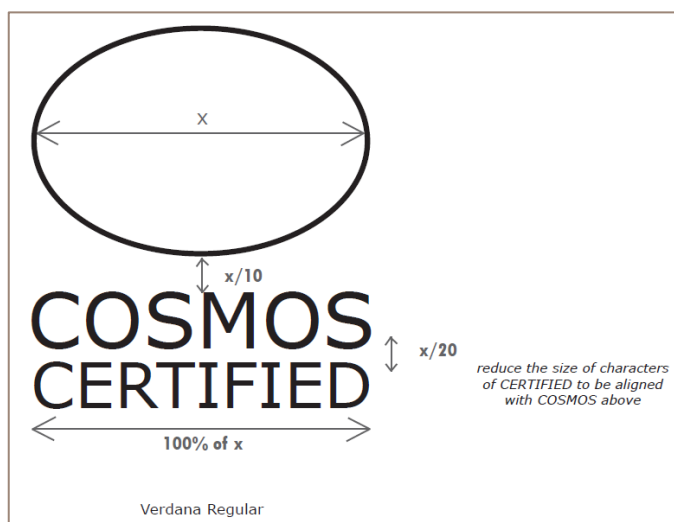 X
x/10
COSMOS
x/20
CERTIFIED
reduce the size of characters
of CERTIFIED to be aligned
with COSMOS above
100% of x
Verdana Regular